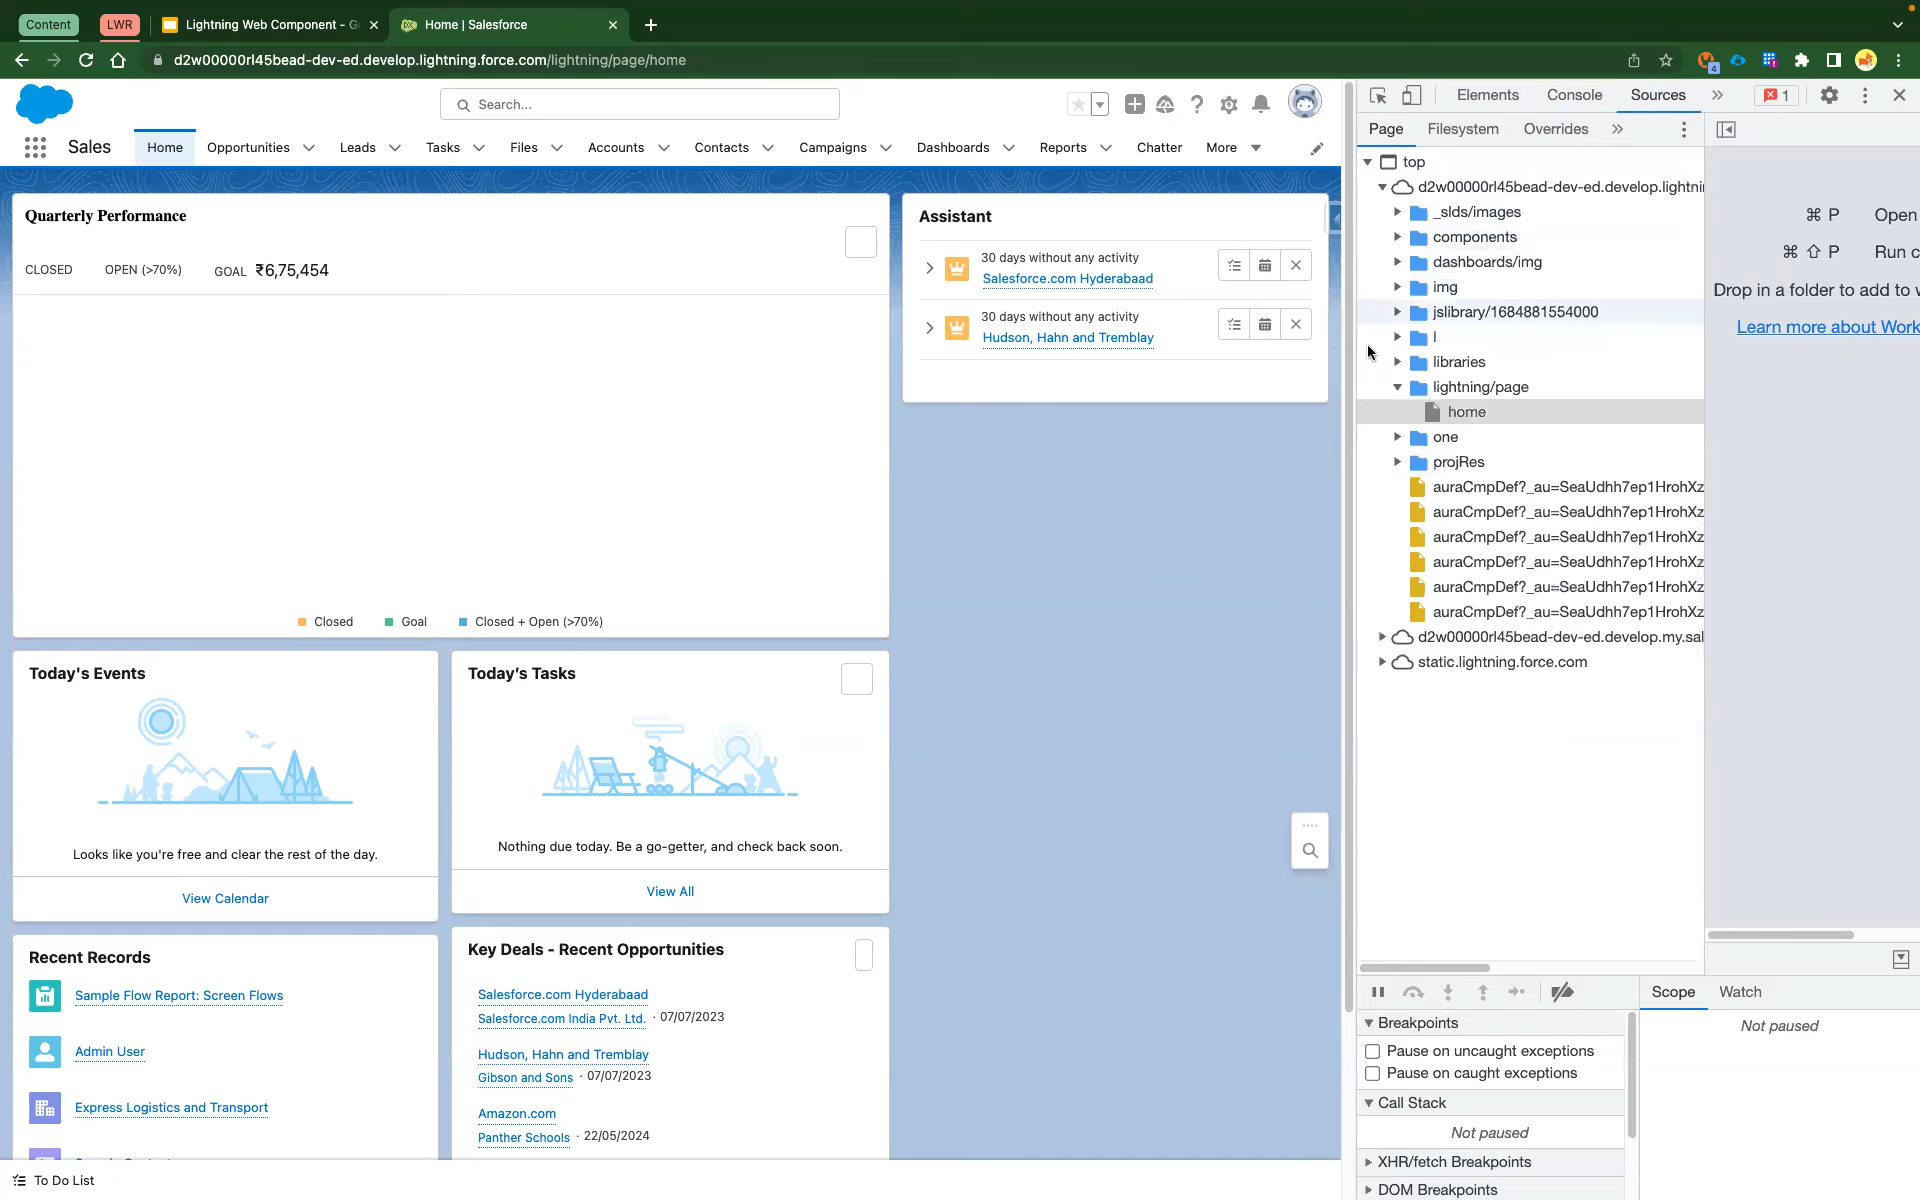 Content
LWR
Lightning Web Component - G
Home | Salesforce
d2w00000rl45bead-dev-ed.develop.lightning.force.com/lightning/page/home
4
Search...
Sales
Home
Opportunities
Leads
Tasks
Files
Accounts
Contacts
Campaigns
Dashboards
Reports
Chatter
More
Quarterly Performance
CLOSED
OPEN (>70%)
GOAL ₹6,75,454
Closed
Goal
Closed + Open (>70%)
Assistant
30 days without any activity
Salesforce.com Hyderabaad
30 days without any activity
Hudson, Hahn and Tremblay
Today's Events
Looks like you're free and clear the rest of the day.
View Calendar
Today's Tasks
Nothing due today. Be a go-getter, and check back soon.
View All
Recent Records
Sample Flow Report: Screen Flows
Admin User
Express Logistics and Transport
Key Deals - Recent Opportunities
Salesforce.com Hyderabaad
Salesforce.com India Pvt. Ltd. · 07/07/2023
Hudson, Hahn and Tremblay
Gibson and Sons · 07/07/2023
Amazon.com
Panther Schools · 22/05/2024
To Do List
Elements
Console
Sources
1
Page
Filesystem
Overrides
top
d2w00000rl45bead-dev-ed.develop.lightni
_slds/images
components
dashboards/img
img
jslibrary/1684881554000
l
libraries
lightning/page
home
one
projRes
auraCmpDef?_au=SeaUdhh7ep1HrohXz
auraCmpDef?_au=SeaUdhh7ep1HrohXz
auraCmpDef?_au=SeaUdhh7ep1HrohXz
auraCmpDef?_au=SeaUdhh7ep1HrohXz
auraCmpDef?_au=SeaUdhh7ep1HrohXz
auraCmpDef?_au=SeaUdhh7ep1HrohXz
d2w00000rl45bead-dev-ed.develop.my.sal
static.lightning.force.com
⌘ P Open
⌘ ⇧ P Run c
Drop in a folder to add to w
Learn more about Work
Breakpoints
Pause on uncaught exceptions
Pause on caught exceptions
Call Stack
Not paused
XHR/fetch Breakpoints
DOM Breakpoints
Scope
Watch
Not paused